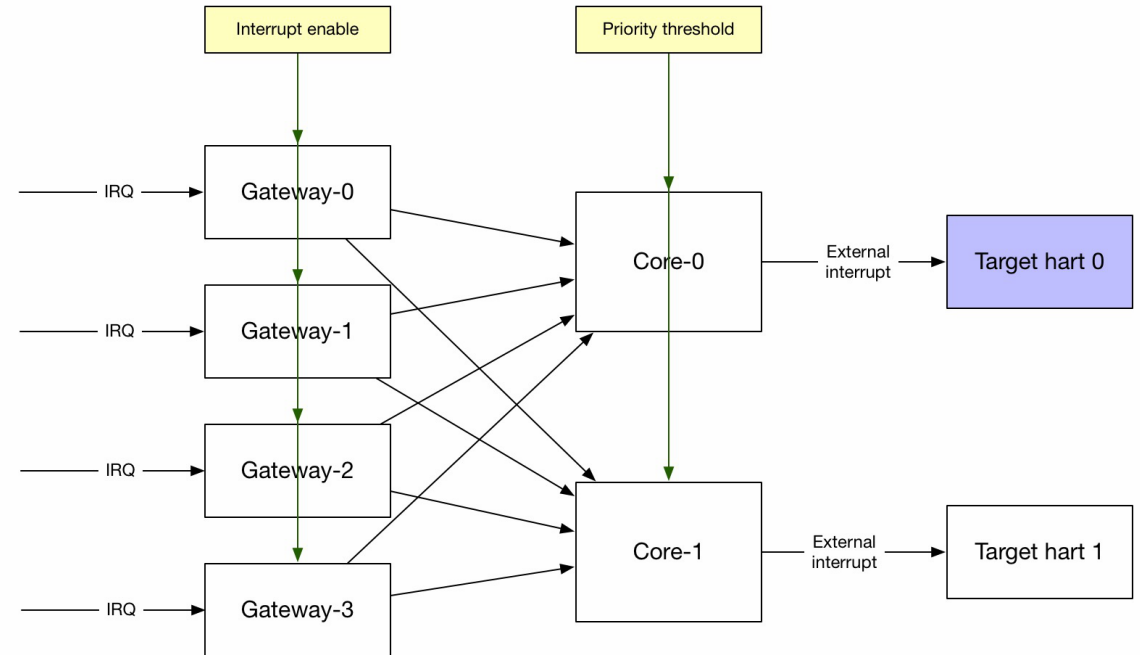 Interrupt enable
Priority threshold
IRQ
Gateway-0
Core-0
External
interrupt
Target hart 0
IRQ
Gateway-1
IRQ
Gateway-2
Core-1
External
interrupt
Target hart 1
IRQ
Gateway-3